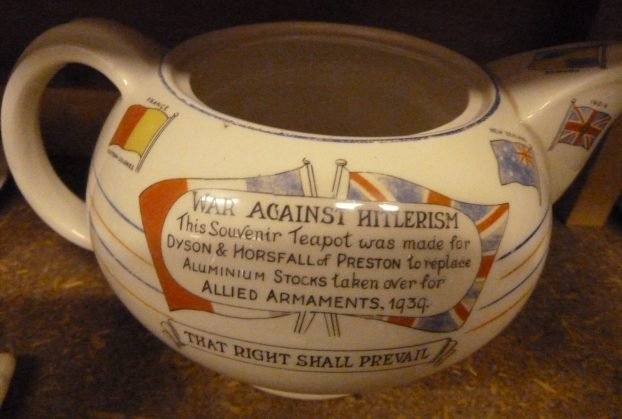 FRANCE
INDIA
NEW ZEALAND
WAR AGAINST HITLERISM
This Souvenir Teapot was made for
DYSON & HORSFALL of PRESTON to replace
ALUMINIUM STOCKS taken over for
ALLIED ARMAMENTS, 1939.
THAT RIGHT SHALL PREVAIL